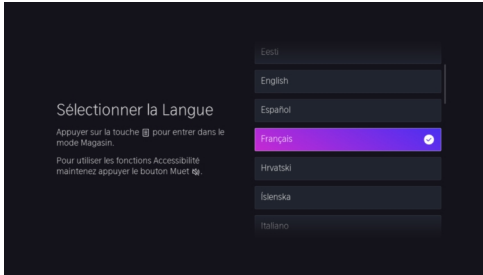 Sélectionner la Langue
Appuyer sur la touche pour entrer dans le
mode Magasin.
Pour utiliser les fonctions Accessibilité
maintenez appuyer le bouton Muet .
Eesti
English
Español
Français
Hrvatski
Íslenska
Italiano